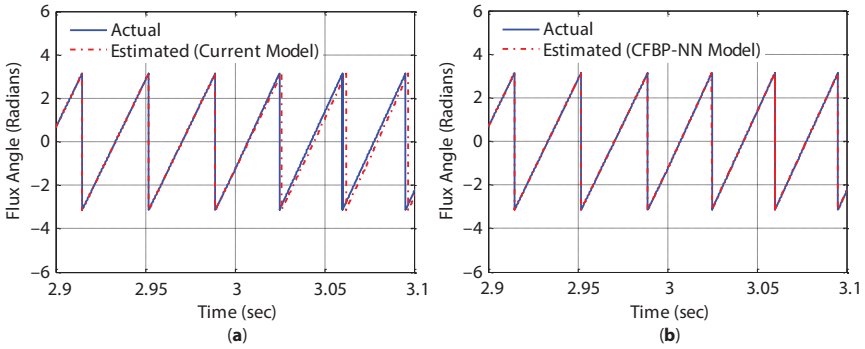 Actual
Estimated (Current Model)
6
4
2
0
−2
−4
−6
Flux Angle (Radians)
2.9
2.95
3
3.05
3.1
Time (sec)
(a)
Actual
Estimated (CFBP-NN Model)
6
4
2
0
−2
−4
−6
Flux Angle (Radians)
2.9
2.95
3
3.05
3.1
Time (sec)
(b)